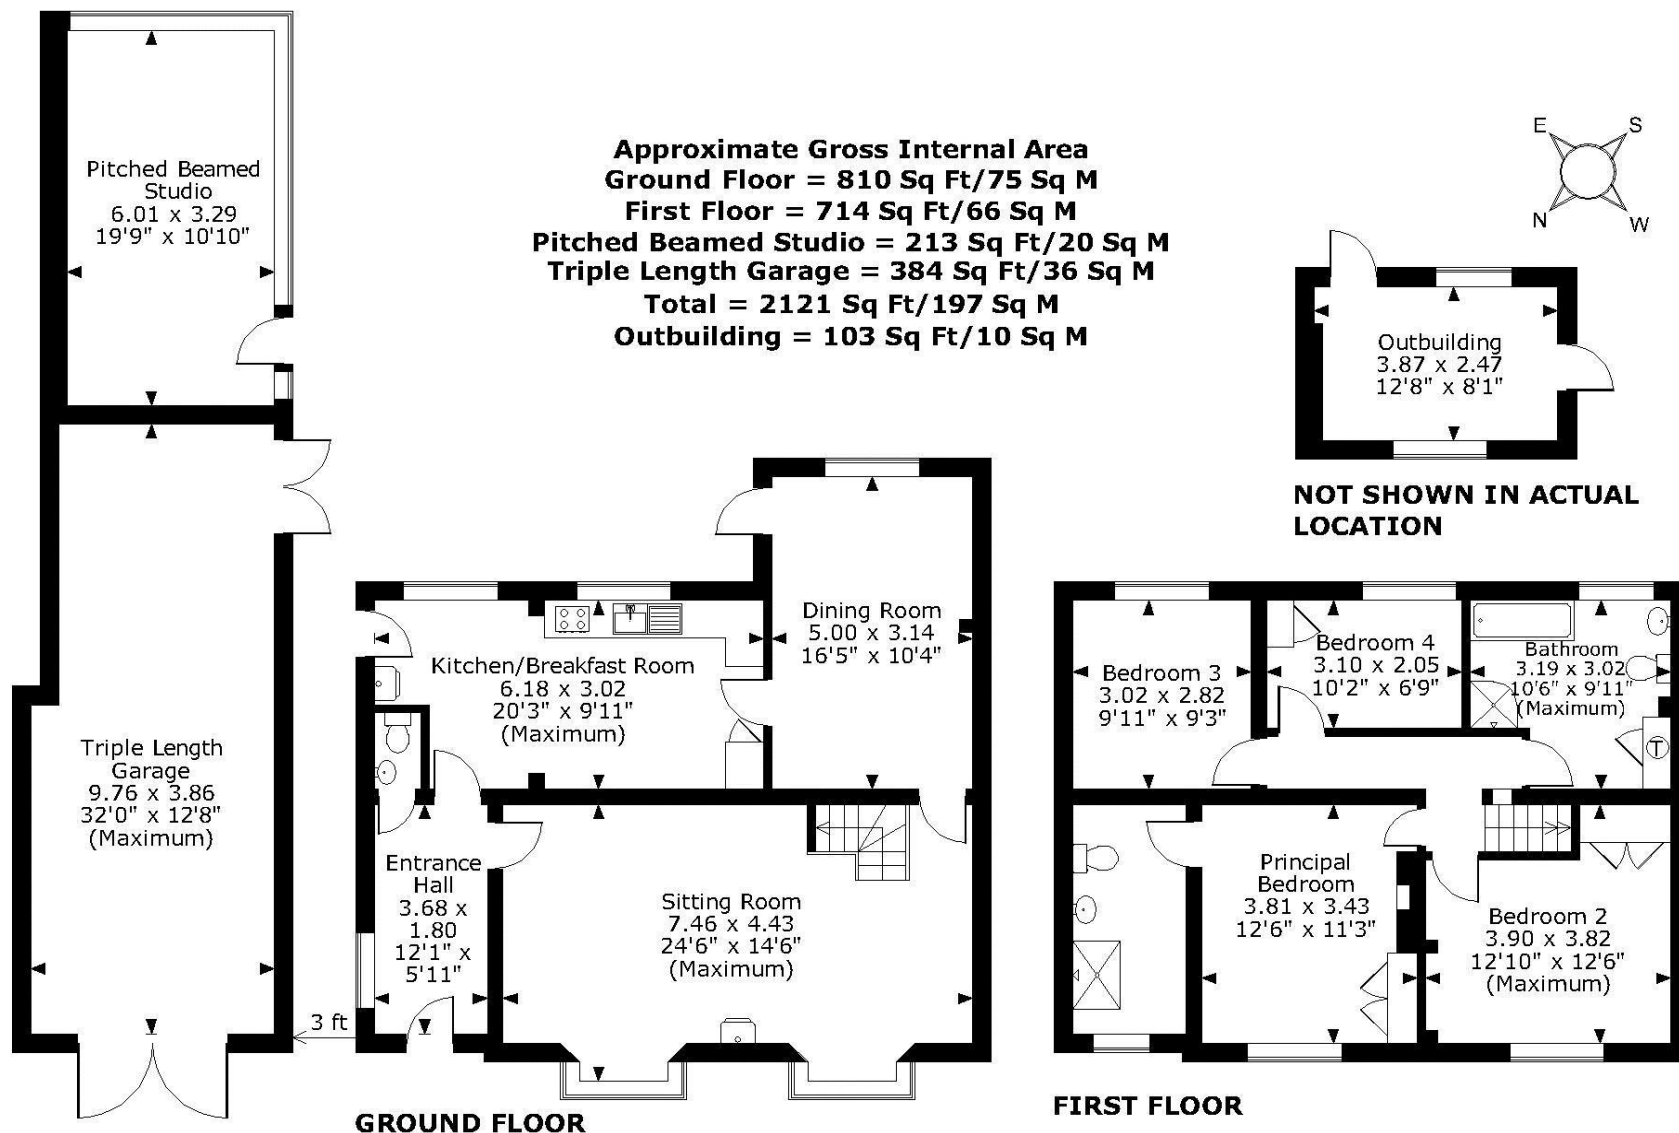 Approximate Gross Internal Area
Ground Floor = 810 Sq Ft/75 Sq M
First Floor = 714 Sq Ft/66 Sq M
Pitched Beamed Studio = 213 Sq Ft/20 Sq M
Triple Length Garage = 384 Sq Ft/36 Sq M
Total = 2121 Sq Ft/197 Sq M
Outbuilding = 103 Sq Ft/10 Sq M
E
S
N
W
Pitched Beamed
Studio
6.01 x 3.29
19'9" x 10'10"
Outbuilding
3.87 x 2.47
12'8" x 8'1"
NOT SHOWN IN ACTUAL
LOCATION
Triple Length
Garage
9.76 x 3.86
32'0" x 12'8"
(Maximum)
3 ft
Kitchen/Breakfast Room
6.18 x 3.02
20'3" x 9'11"
(Maximum)
Dining Room
5.00 x 3.14
16'5" x 10'4"
Entrance
Hall
3.68 x
1.80
12'1" x
5'11"
Sitting Room
7.46 x 4.43
24'6" x 14'6"
(Maximum)
GROUND FLOOR
Bedroom 3
3.02 x 2.82
9'11" x 9'3"
Bedroom 4
3.10 x 2.05
10'2" x 6'9"
Bathroom
3.19 x 3.02
10'6" x 9'11"
(Maximum)
T
Principal
Bedroom
3.81 x 3.43
12'6" x 11'3"
Bedroom 2
3.90 x 3.82
12'10" x 12'6"
(Maximum)
FIRST FLOOR